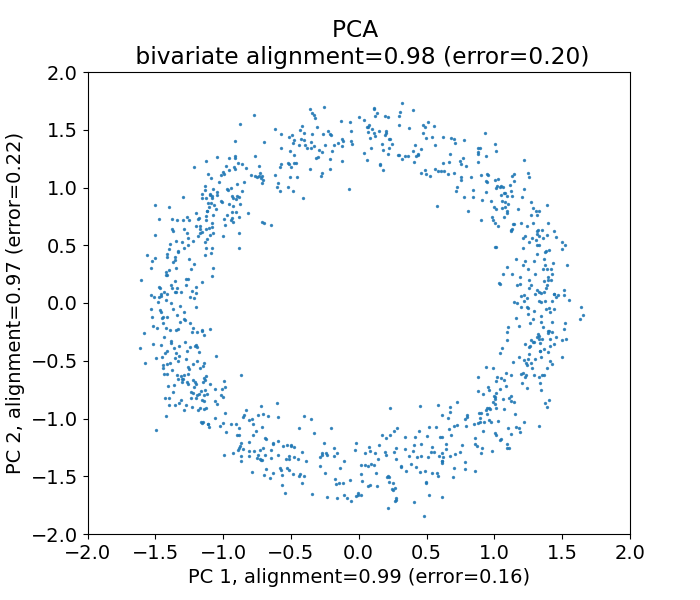 PCA
bivariate alignment=0.98 (error=0.20)
2.0
1.5
1.0
0.5
0.0
−0.5
−1.0
−1.5
−2.0
PC 2, alignment=0.97 (error=0.22)
−2.0 −1.5 −1.0 −0.5 0.0 0.5 1.0 1.5 2.0
PC 1, alignment=0.99 (error=0.16)